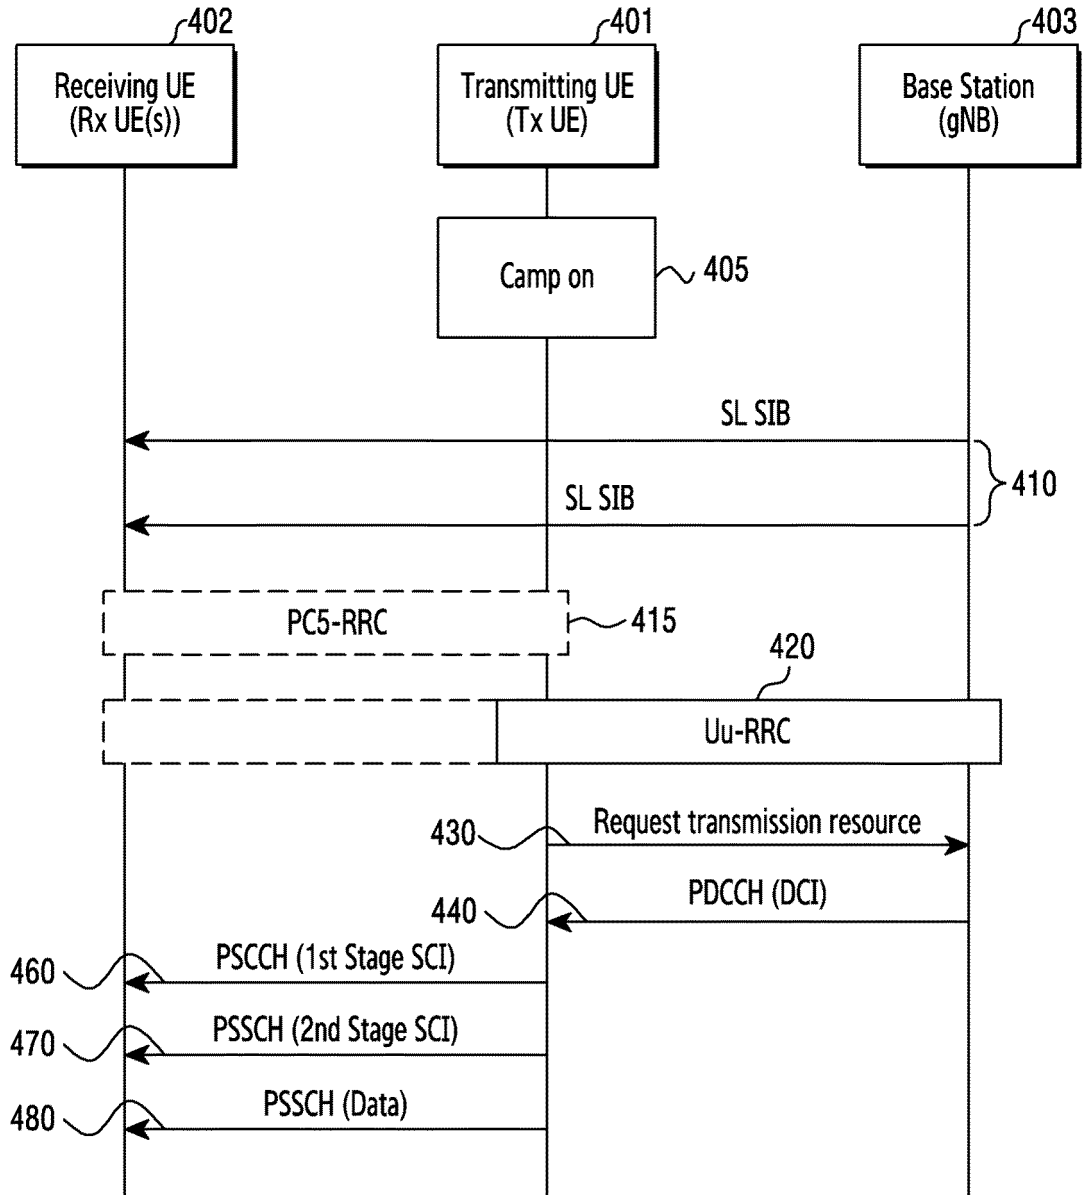 402
401
403
Receiving UE
(Rx UE(s))
Transmitting UE
(Tx UE)
Base Station
(gNB)
Camp on
405
SL SIB
410
SL SIB
PC5-RRC
415
420
Uu-RRC
430
Request transmission resource
440
PDCCH (DCI)
460
PSCCH (1st Stage SCI)
470
PSSCH (2nd Stage SCI)
480
PSSCH (Data)